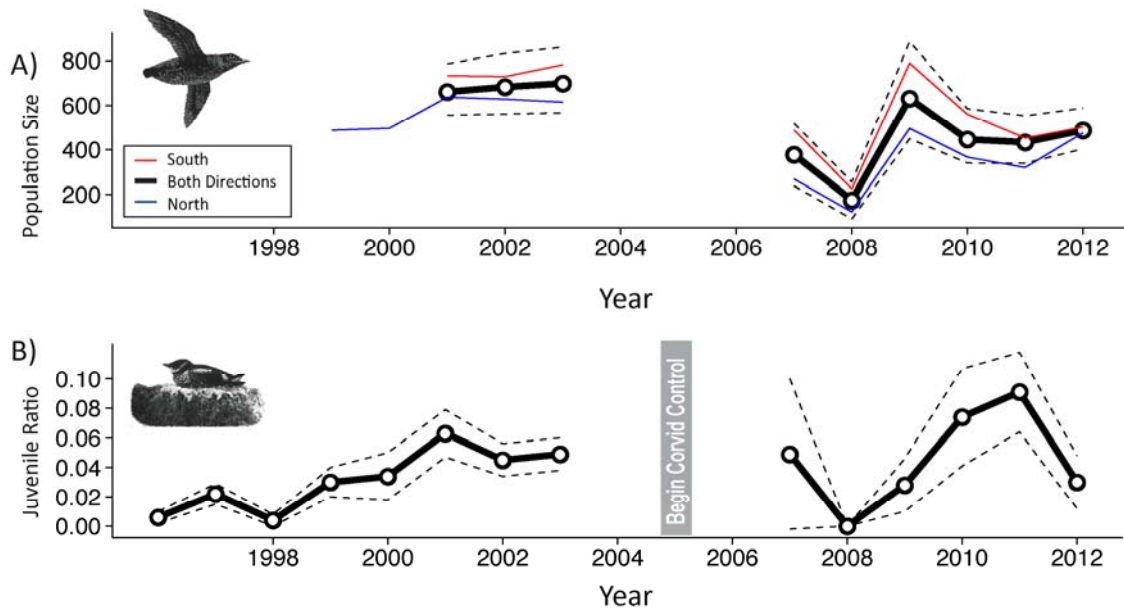 A)
Population Size
800
600
400
200
South
Both Directions
North
1998 2000 2002 2004 2006 2008 2010 2012
Year
B)
Juvenile Ratio
0.10
0.08
0.06
0.04
0.02
0.00
Begin Corvid Control
1998 2000 2002 2004 2006 2008 2010 2012
Year